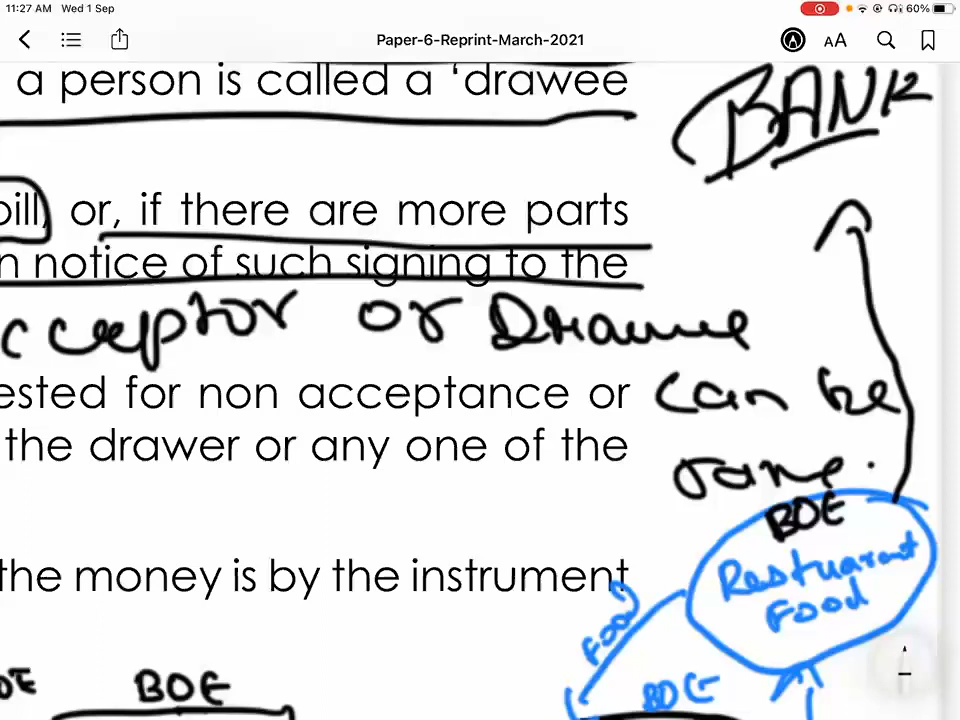 11:27 AM Wed 1 Sep
60%
Paper-6-Reprint-March-2021
AA
a person is called a ‘drawee
BANK
bill, or, if there are more parts
n notice of such signing to the
cceptor or Drawee
ested for non acceptance or
can be
the drawer or any one of the
same.
BOE
the money is by the instrument
Restuarant
Food
Food
BOE
BOE